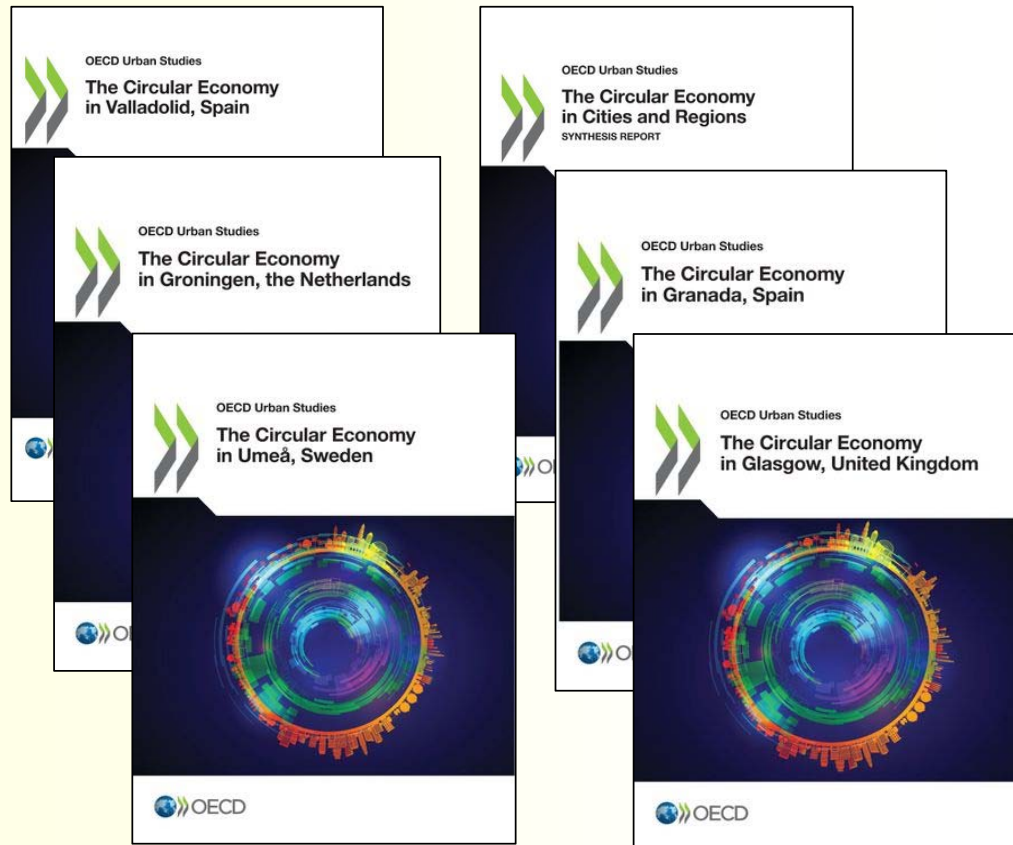 OECD Urban Studies
The Circular Economy
in Valladolid, Spain
OECD Urban Studies
The Circular Economy
in Cities and Regions
SYNTHESIS REPORT
OECD Urban Studies
The Circular Economy
in Groningen, the Netherlands
OECD Urban Studies
The Circular Economy
in Granada, Spain
OECD Urban Studies
The Circular Economy
in Umeå, Sweden
OECD
OECD Urban Studies
The Circular Economy
in Glasgow, United Kingdom
OECD